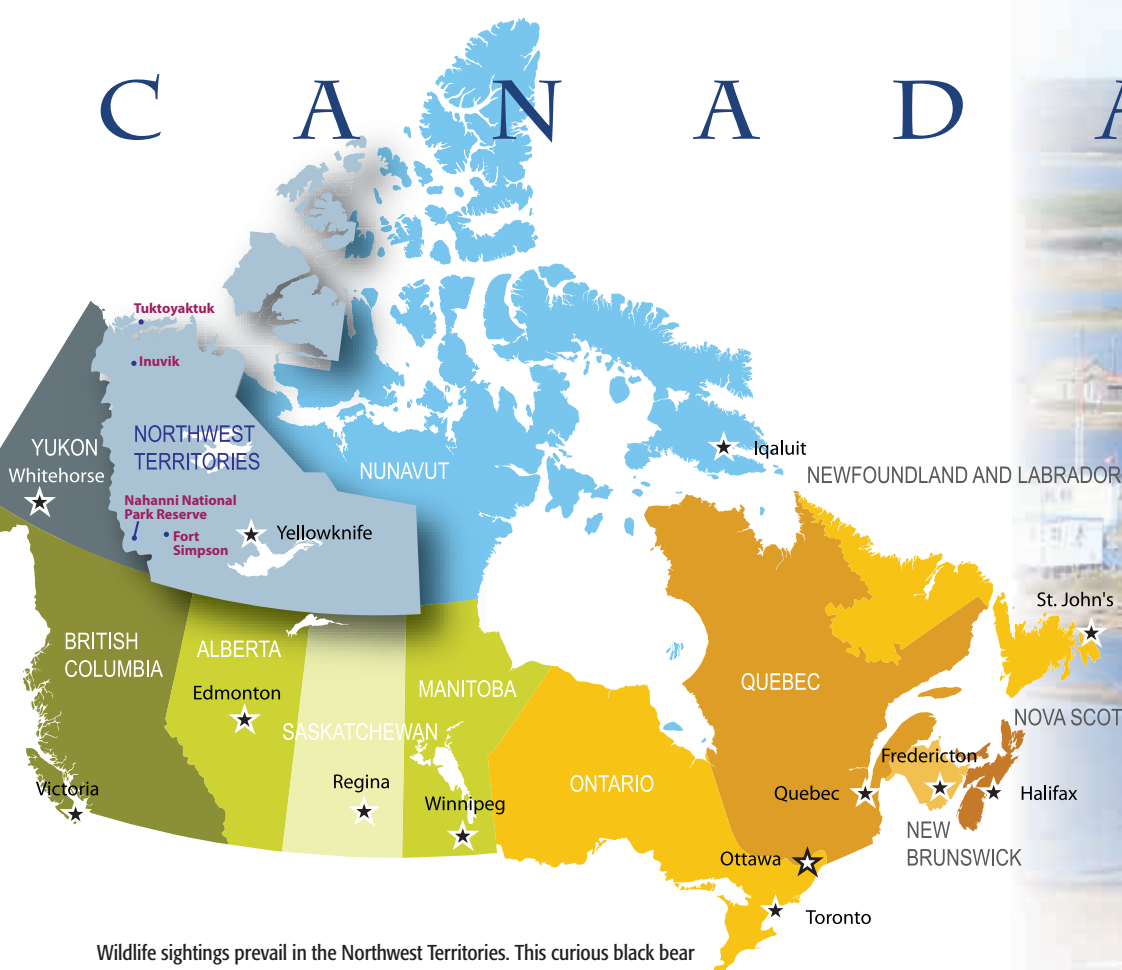 C A N A D A
Tuktoyaktuk
Inuvik
NORTHWEST
TERRITORIES
YUKON
Whitehorse
NUNAVUT
Iqaluit
NEWFOUNDLAND AND LABRADOR
Nahanni National
Park Reserve
Fort
Simpson
Yellowknife
St. John's
BRITISH
COLUMBIA
ALBERTA
Edmonton
MANITOBA
QUEBEC
SASKATCHEWAN
NOVA SCOT
Fredericton
Regina
ONTARIO
Victoria
Winnipeg
Quebec
Halifax
NEW
BRUNSWICK
Ottawa
Toronto
Wildlife sightings prevail in the Northwest Territories. This curious black bear